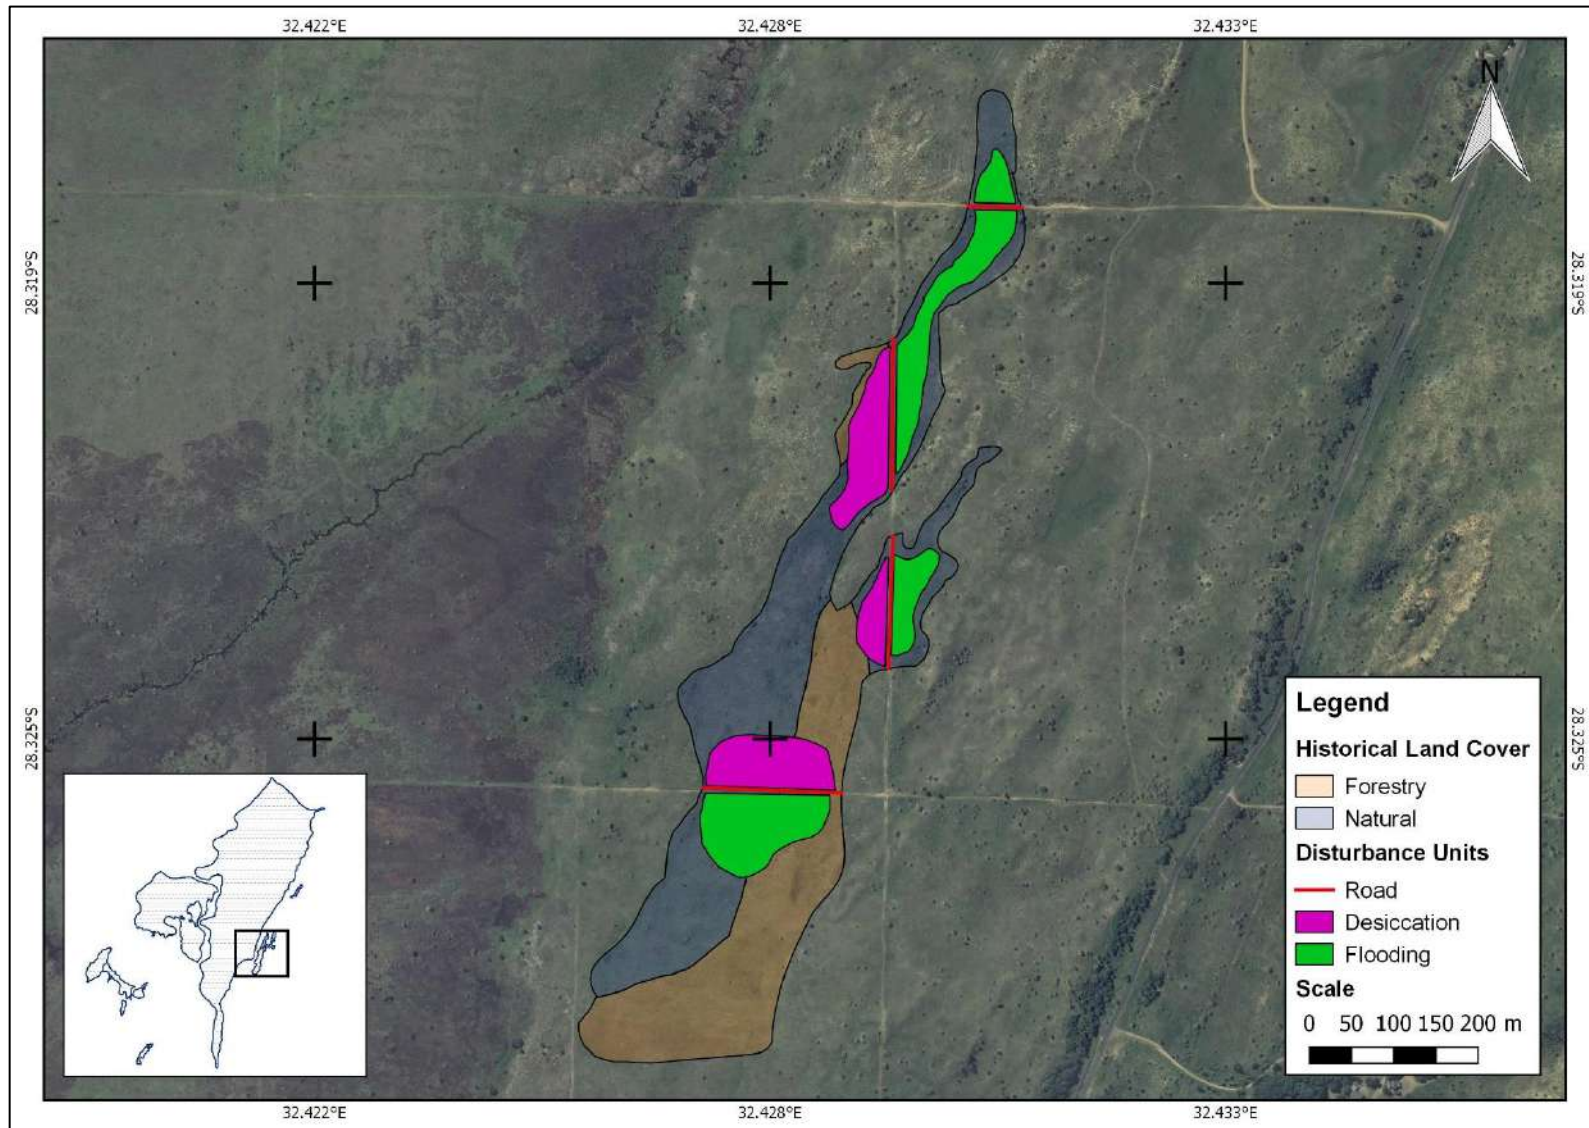 32.422°E 32.428°E 32.433°E
N
28.319°S 28.319°S
28.325°S 28.325°S
Legend
Historical Land Cover
Forestry
Natural
Disturbance Units
Road
Desiccation
Flooding
Scale
0 50 100 150 200 m
32.422°E 32.428°E 32.433°E